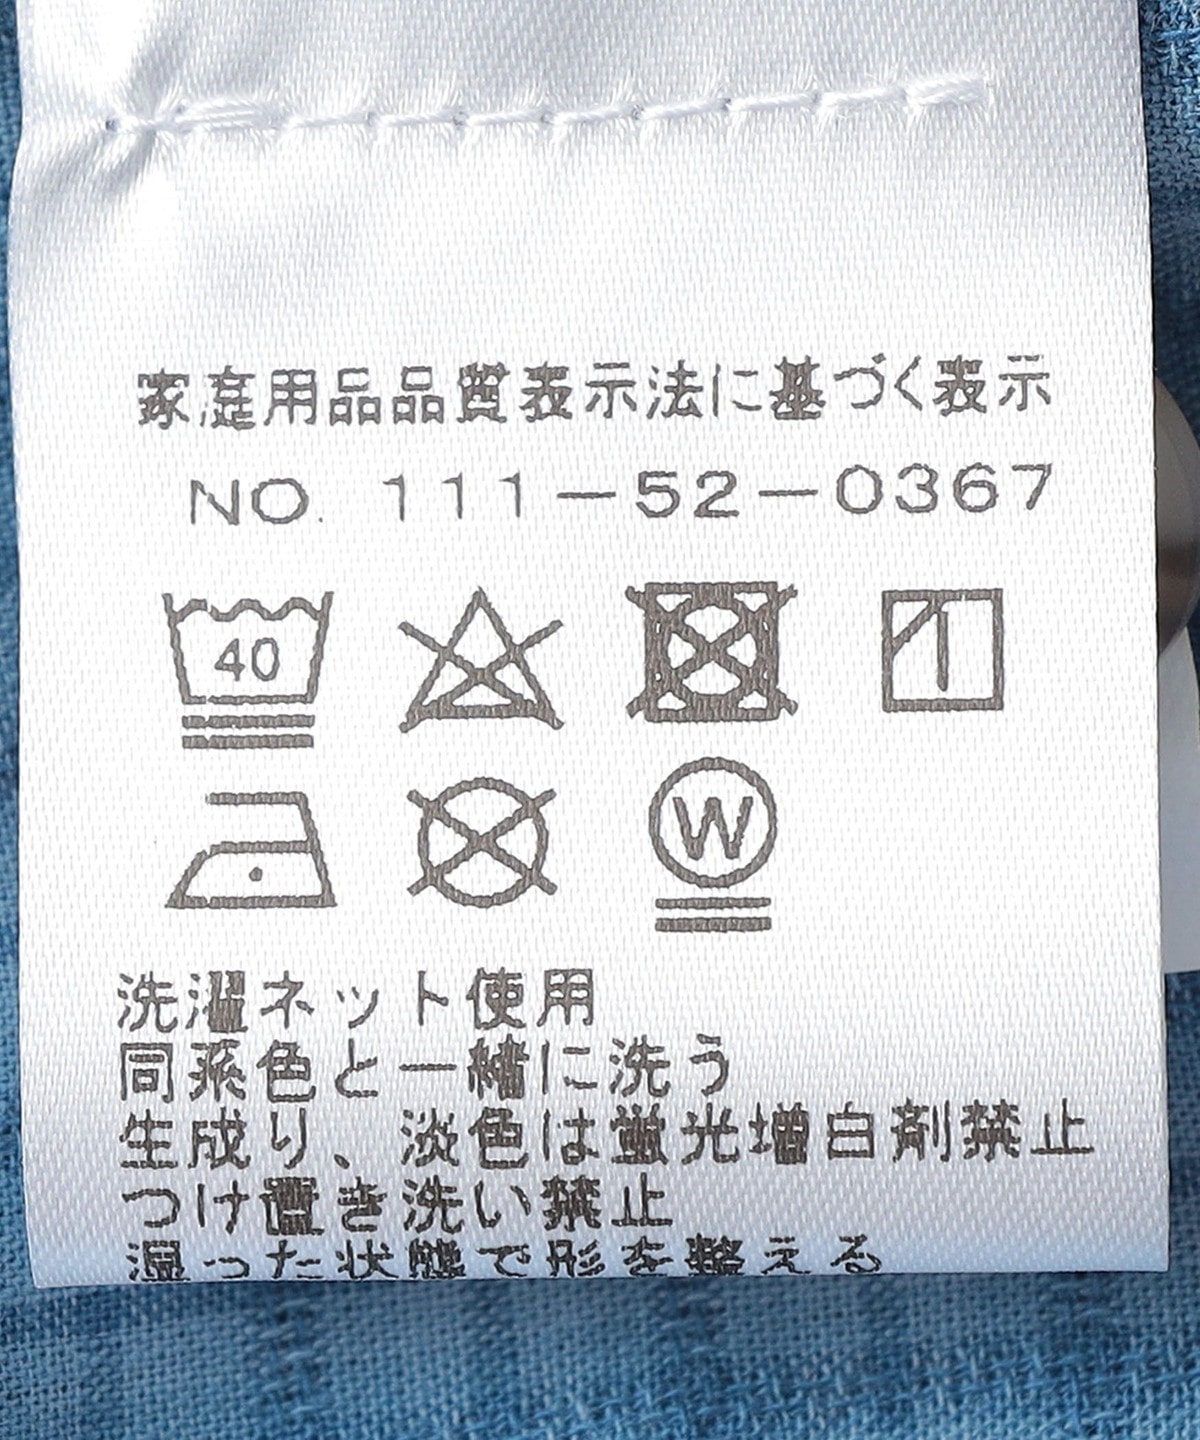 家庭用品品質表示法に基づく表示
NO. 111-52-0367
40
W
洗濯ネット使用
同系色と一緒に洗う
生成り、淡色は蛍光増白剤禁止
つけ置き洗い禁止
湿った状態で形を整える